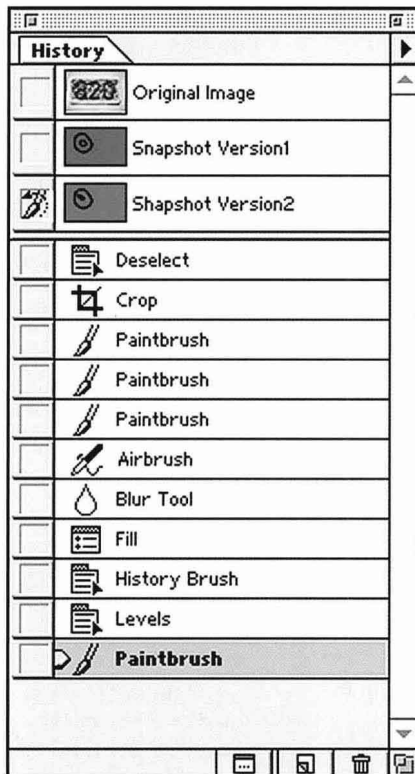 History
Original Image
Snapshot Version1
Shapshot Version2
Deselect
Crop
Paintbrush
Paintbrush
Paintbrush
Airbrush
Blur Tool
Fill
History Brush
Levels
Paintbrush